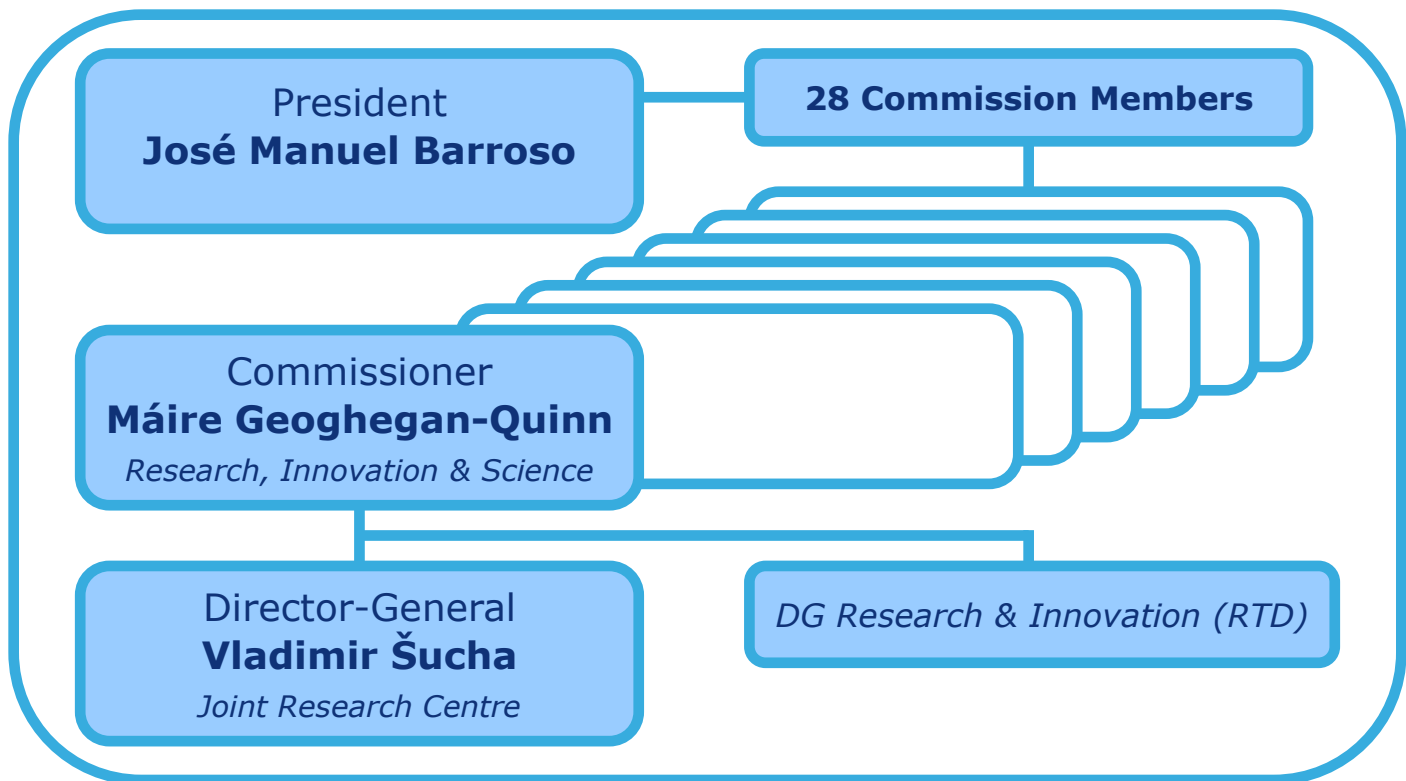 President
José Manuel Barroso
28 Commission Members
Commissioner
Máire Geoghegan-Quinn
Research, Innovation & Science
Director-General
Vladimir Šucha
Joint Research Centre
DG Research & Innovation (RTD)